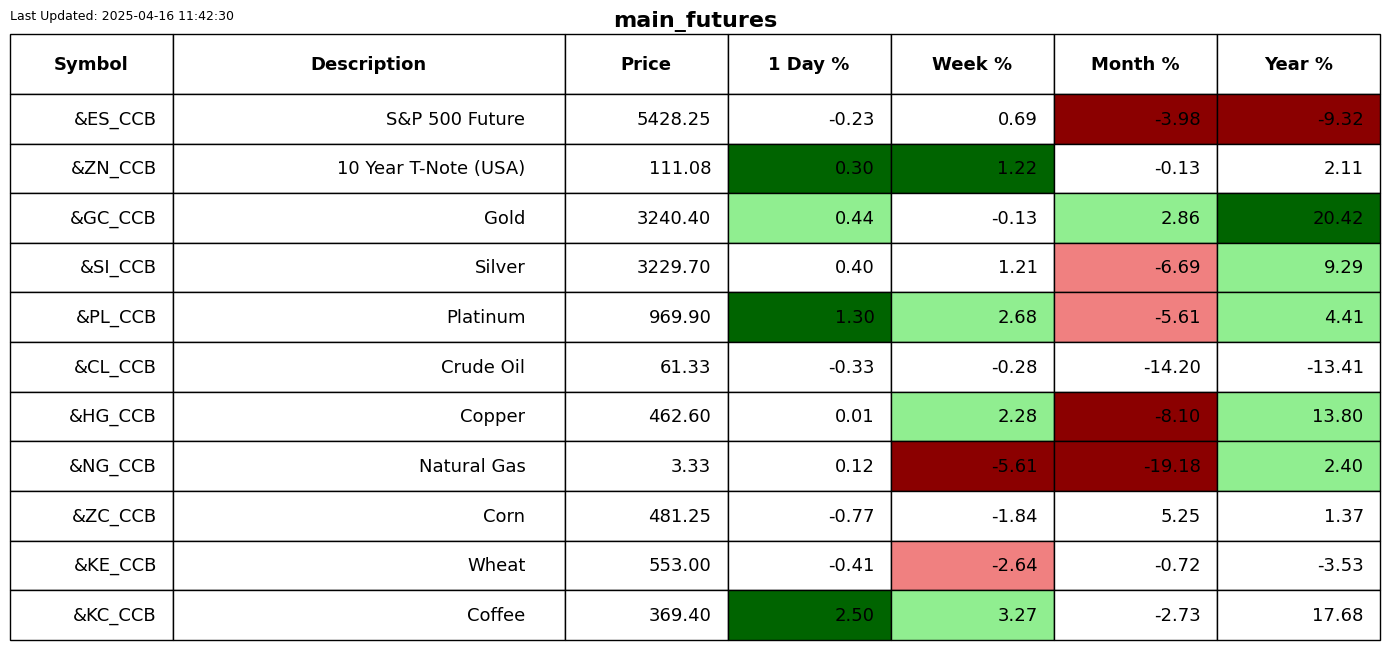 Last Updated: 2025-04-16 11:42:30
main_futures
Symbol Description Price 1 Day % Week % Month % Year %
&ES_CCB S&P 500 Future 5428.25 -0.23 0.69 -3.98 -9.32
&ZN_CCB 10 Year T-Note (USA) 111.08 0.30 1.22 -0.13 2.11
&GC_CCB Gold 3240.40 0.44 -0.13 2.86 20.42
&SI_CCB Silver 3229.70 0.40 1.21 -6.69 9.29
&PL_CCB Platinum 969.90 1.30 2.68 -5.61 4.41
&CL_CCB Crude Oil 61.33 -0.33 -0.28 -14.20 -13.41
&HG_CCB Copper 462.60 0.01 2.28 -8.10 13.80
&NG_CCB Natural Gas 3.33 0.12 -5.61 -19.18 2.40
&ZC_CCB Corn 481.25 -0.77 -1.84 5.25 1.37
&KE_CCB Wheat 553.00 -0.41 -2.64 -0.72 -3.53
&KC_CCB Coffee 369.40 2.50 3.27 -2.73 17.68